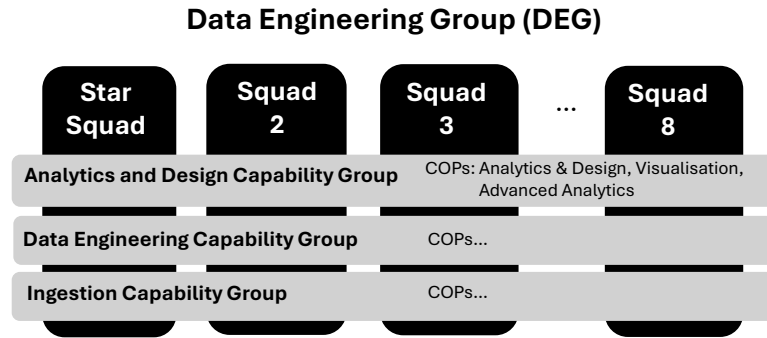 Data Engineering Group (DEG)
Star
Squad
Squad
2
Squad
3
...
Squad
8
Analytics and Design Capability Group
COPs: Analytics & Design, Visualisation,
Advanced Analytics
Data Engineering Capability Group
COPs...
Ingestion Capability Group
COPs...